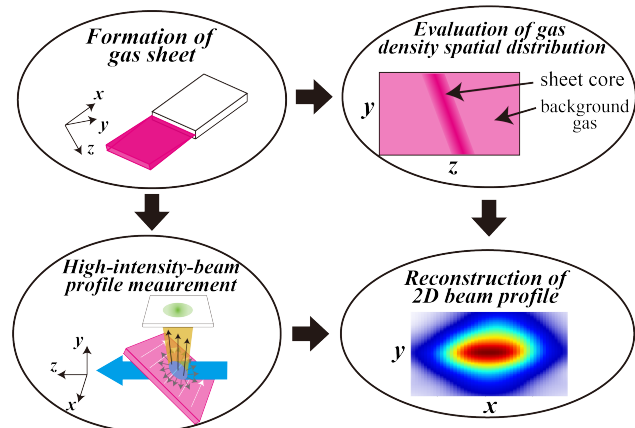 Formation of
gas sheet
x
y
z
Evaluation of gas
density spatial distribution
y
sheet core
background
gas
z
High-intensity-beam
profile meaurement
y
z
x
Reconstruction of
2D beam profile
y
x